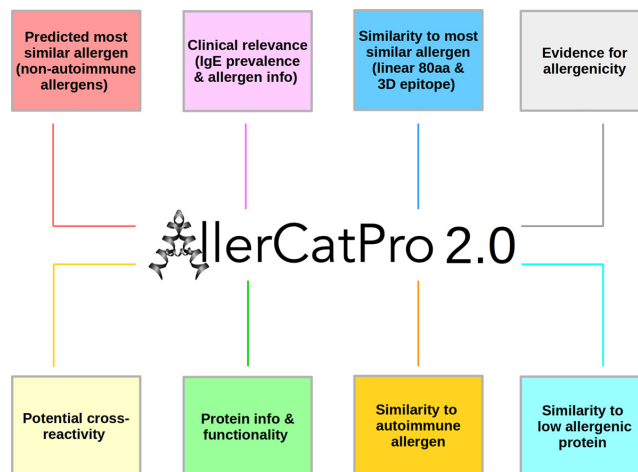 Predicted most
similar allergen
(non-autoimmune
allergens)
Clinical relevance
(IgE prevalence
& allergen info)
Similarity to most
similar allergen
(linear 80aa &
3D epitope)
Evidence for
allergenicity
AllerCatPro 2.0
Potential cross-
reactivity
Protein info &
functionality
Similarity to
autoimmune
allergen
Similarity to
low allergenic
protein